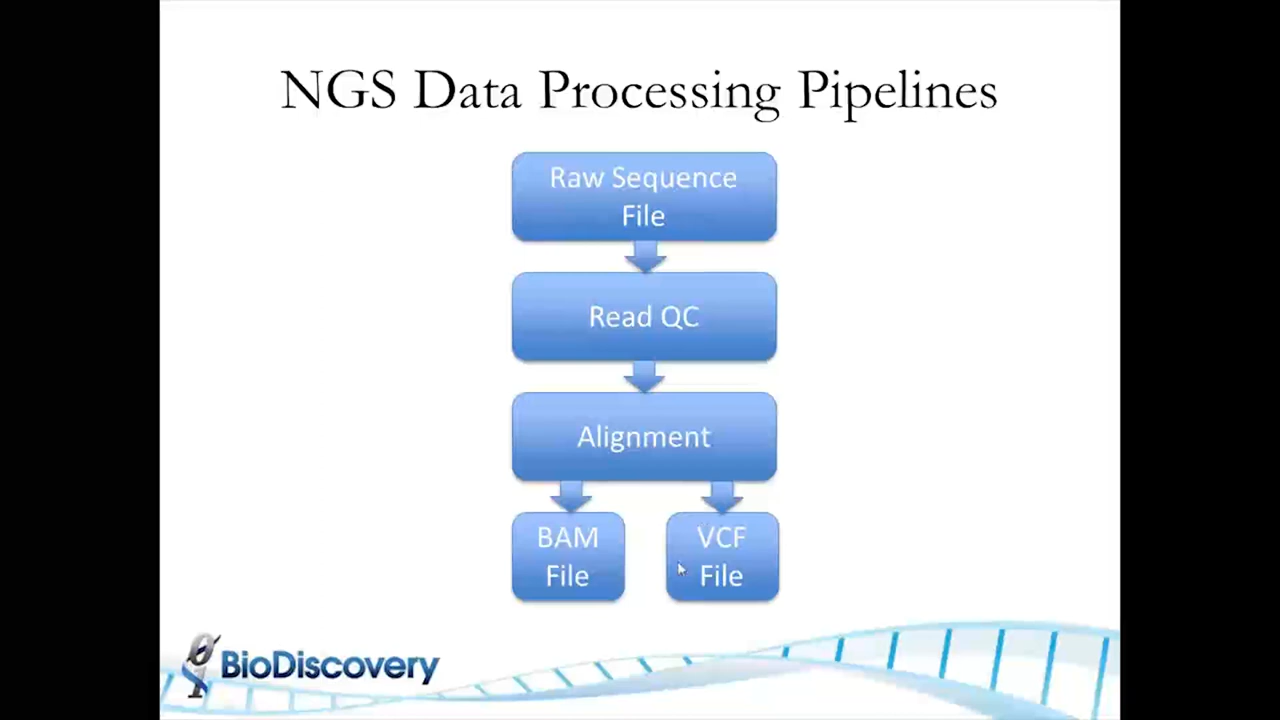 NGS Data Processing Pipelines
Raw Sequence
File
Read QC
Alignment
BAM
File
VCF
File
BioDiscovery